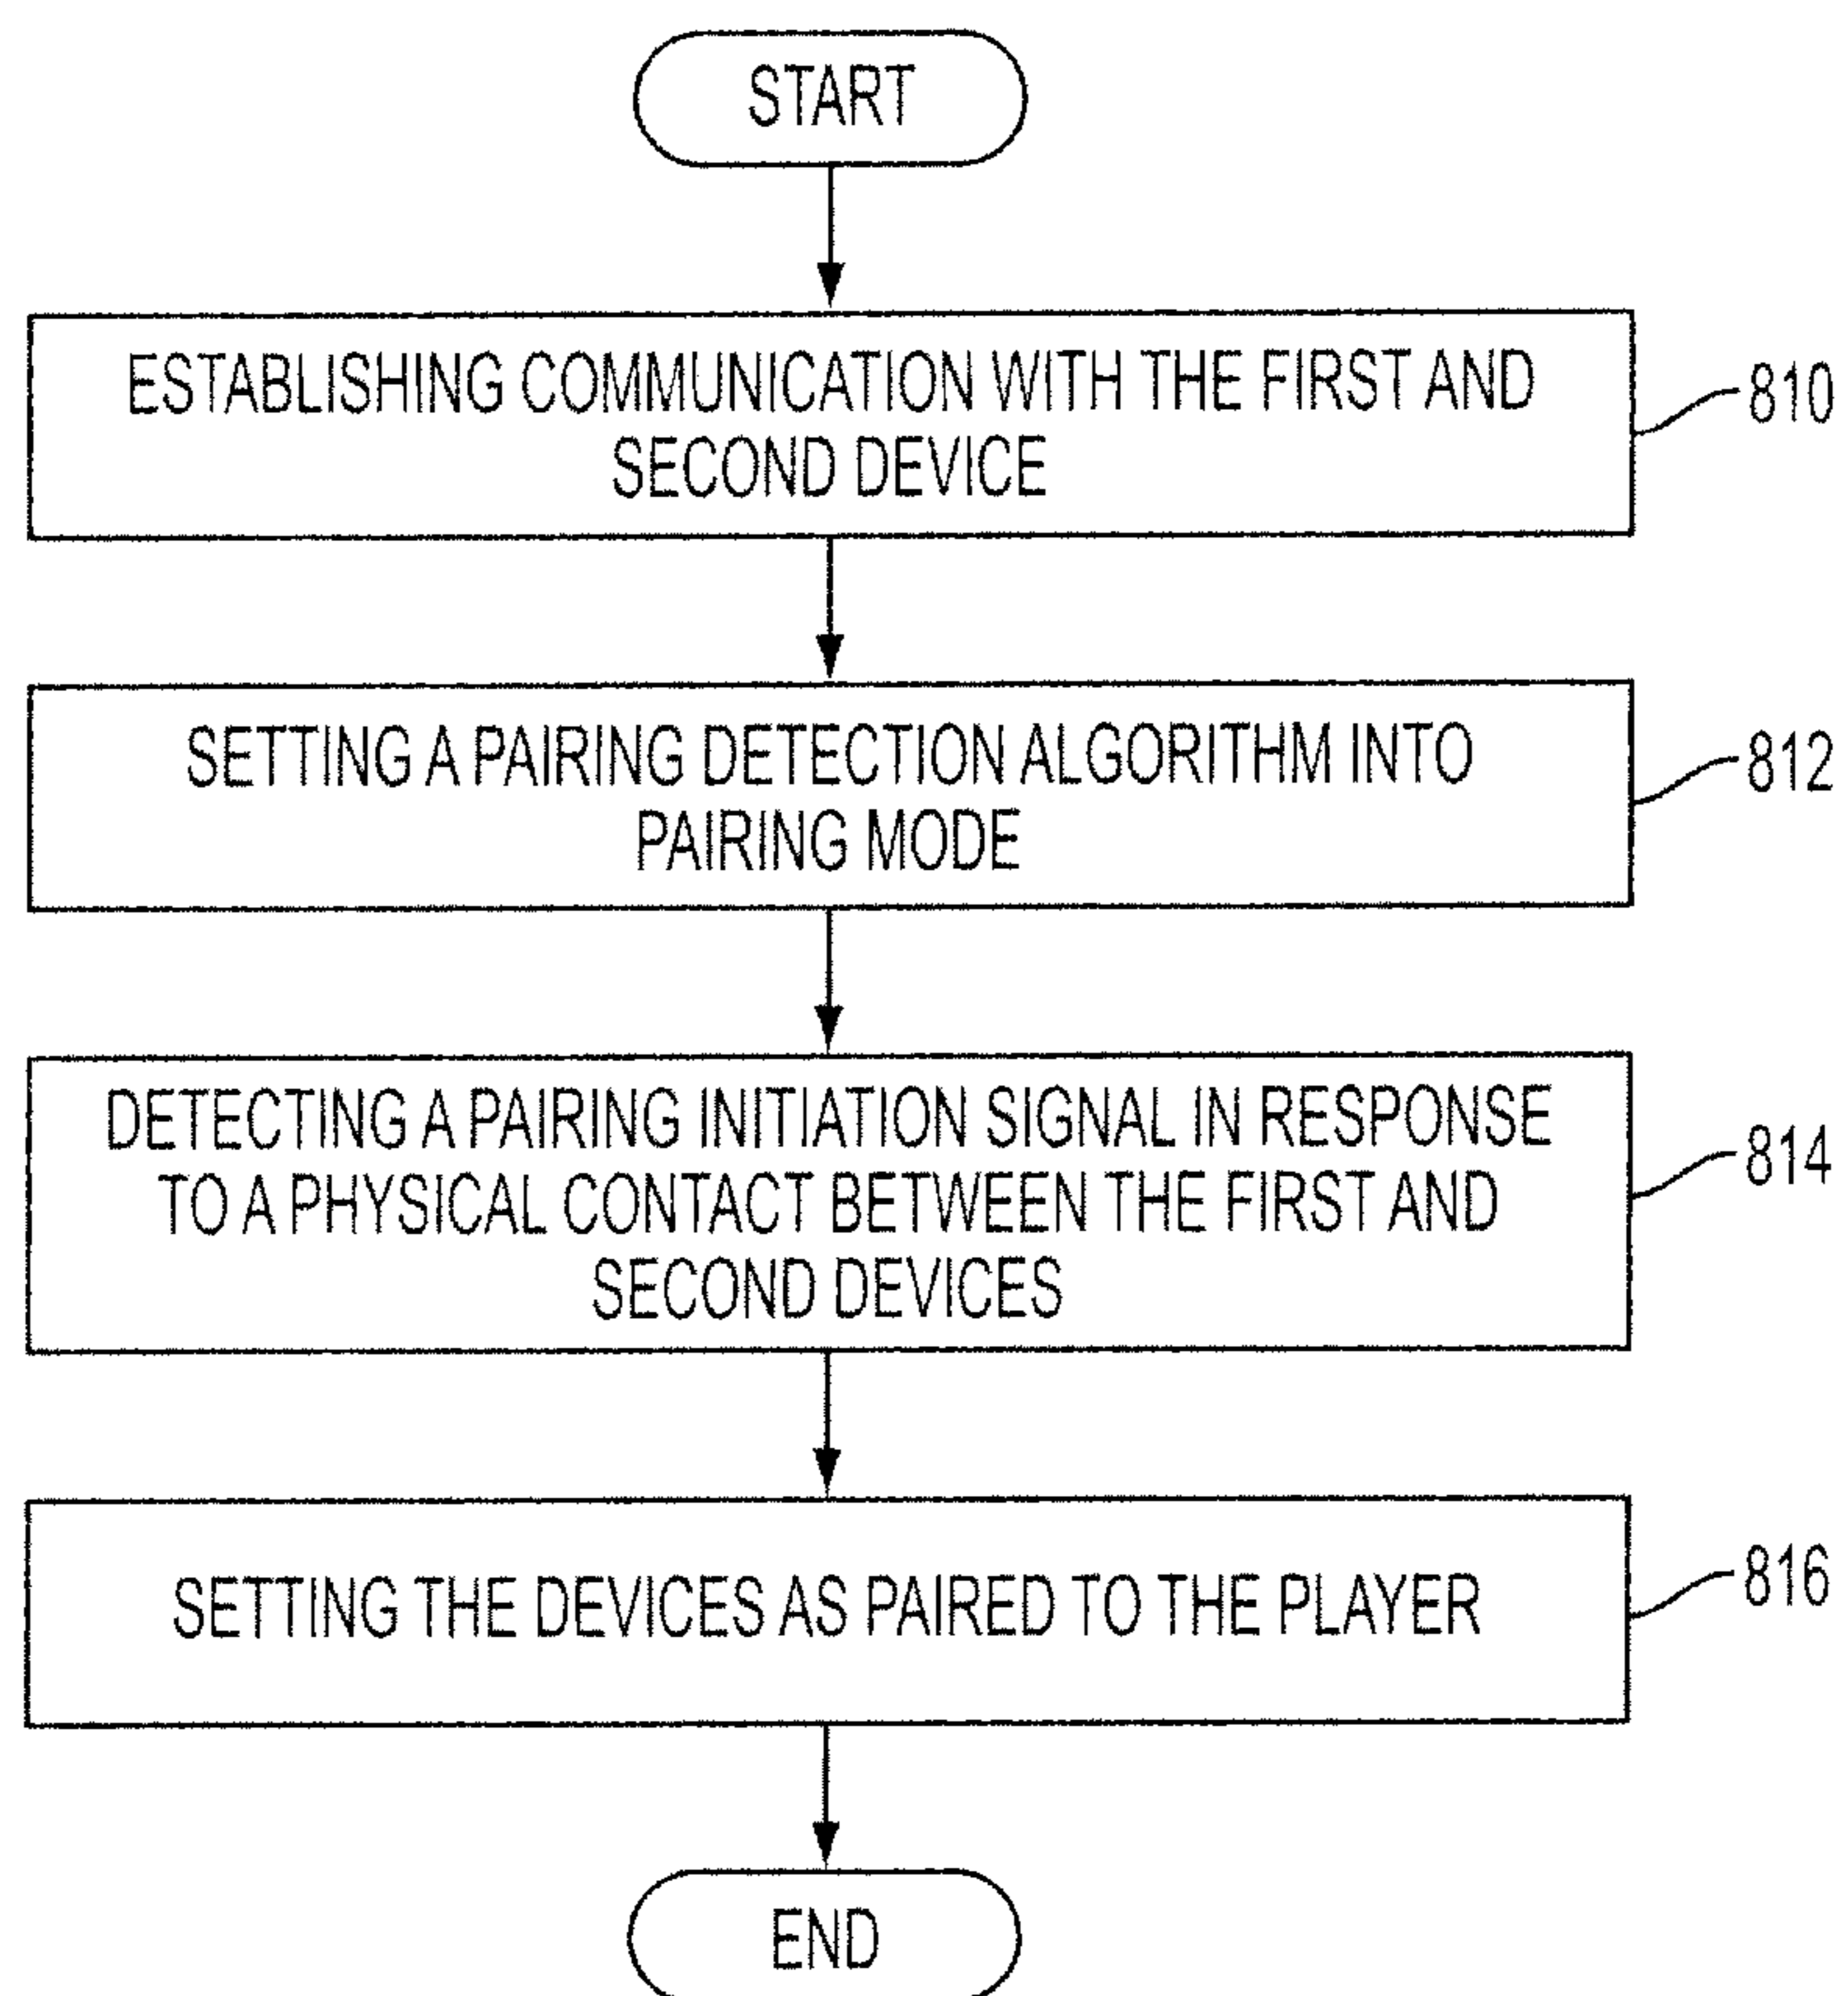 START
ESTABLISHING COMMUNICATION WITH THE FIRST AND
SECOND DEVICE
810
SETTING A PAIRING DETECTION ALGORITHM INTO
PAIRING MODE
812
DETECTING A PAIRING INITIATION SIGNAL IN RESPONSE
TO A PHYSICAL CONTACT BETWEEN THE FIRST AND
SECOND DEVICES
814
SETTING THE DEVICES AS PAIRED TO THE PLAYER
816
END